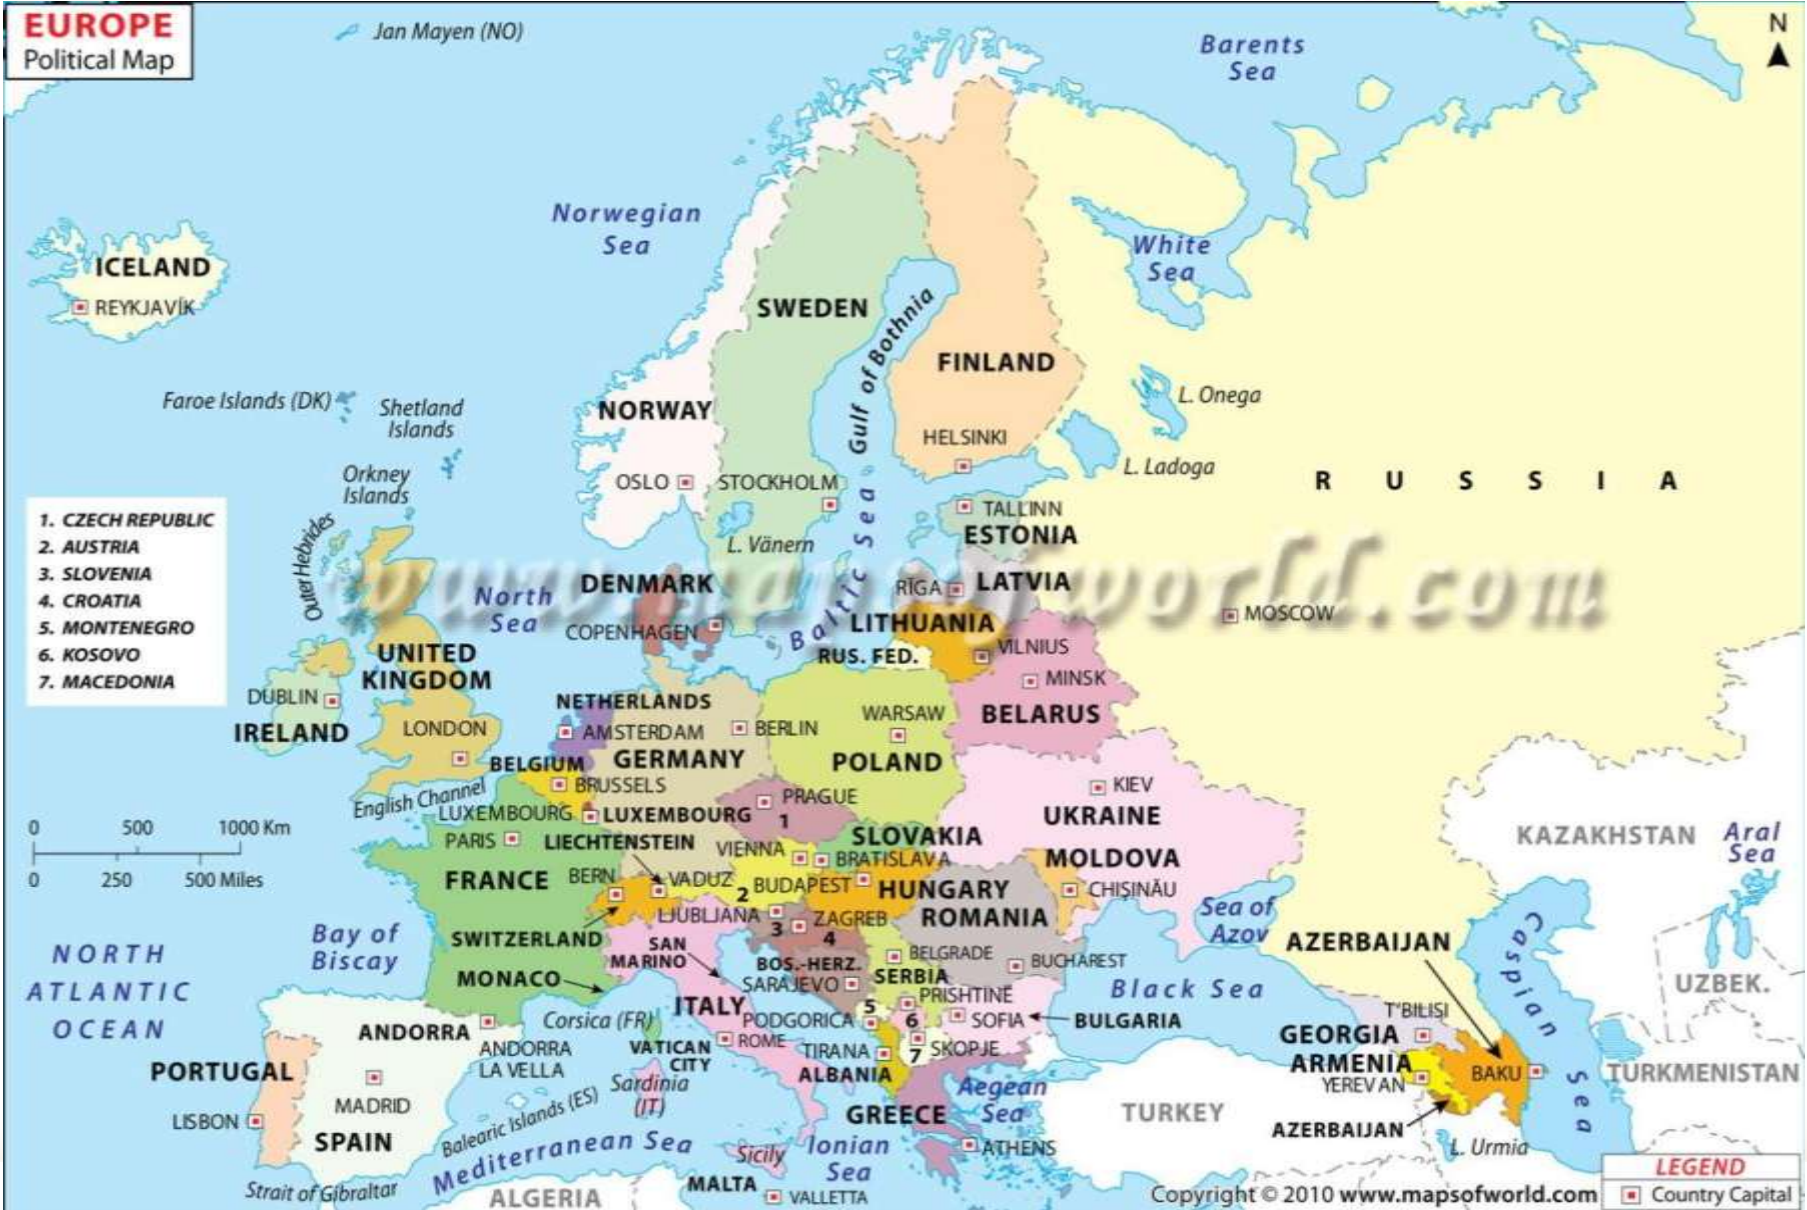 EUROPE
Political Map
Jan Mayen (NO)
Barents
Sea
N
Norwegian
Sea
White
Sea
ICELAND
REYKJAVÍK
SWEDEN
Gulf of Bothnia
FINLAND
Faroe Islands (DK)
Shetland
Islands
NORWAY
L. Onega
HELSINKI
L. Ladoga
Orkney
Islands
OSLO
STOCKHOLM
RUSSIA
1. CZECH REPUBLIC
2. AUSTRIA
3. SLOVENIA
4. CROATIA
5. MONTENEGRO
6. KOSOVO
7. MACEDONIA
Outer Hebrides
TALLINN
ESTONIA
L. Vänern
Baltic Sea
www.mapsofworld.com
North
Sea
DENMARK
COPENHAGEN
RĪGA
LATVIA
LITHUANIA
VILNIUS
RUS. FED.
MOSCOW
MINSK
BELARUS
UNITED
KINGDOM
DUBLIN
IRELAND
LONDON
NETHERLANDS
AMSTERDAM
BERLIN
GERMANY
WARSAW
POLAND
BELGIUM
BRUSSELS
English Channel
LUXEMBOURG
LUXEMBOURG
PRAGUE
1
KIEV
UKRAINE
0 500 1000 Km
0 250 500 Miles
PARIS
LIECHTENSTEIN
VIENNA
SLOVAKIA
BRATISLAVA
MOLDOVA
CHIȘINĂU
KAZAKHSTAN
Aral
Sea
FRANCE
BERN
VADUZ
2
BUDAPEST
HUNGARY
ROMANIA
LJUBLJANA
3
ZAGREB
4
Sea of
Azov
Bay of
Biscay
SWITZERLAND
SAN
MARINO
BOS.-HERZ.
SARAJEVO
BELGRADE
SERBIA
BUCHAREST
AZERBAIJAN
Caspian Sea
UZBEK.
NORTH
ATLANTIC
OCEAN
MONACO
ITALY
Black Sea
PRISHTINE
5
6
SOFIA
BULGARIA
PODGORICA
T'BILISI
GEORGIA
ANDORRA
ANDORRA
LA VELLA
Corsica (FR)
VATICAN
CITY
ROME
TIRANA
7
SKOPJE
ALBANIA
ARMENIA
YEREVAN
BAKU
TURKMENISTAN
PORTUGAL
LISBON
MADRID
SPAIN
Balearic Islands (ES)
Sardinia
(IT)
GREECE
Aegean
Sea
TURKEY
AZERBAIJAN
ATHENS
L. Urmia
Mediterranean Sea
Sicily
Ionian
Sea
Strait of Gibraltar
ALGERIA
MALTA
VALLETTA
Copyright © 2010 www.mapsofworld.com
LEGEND
Country Capital